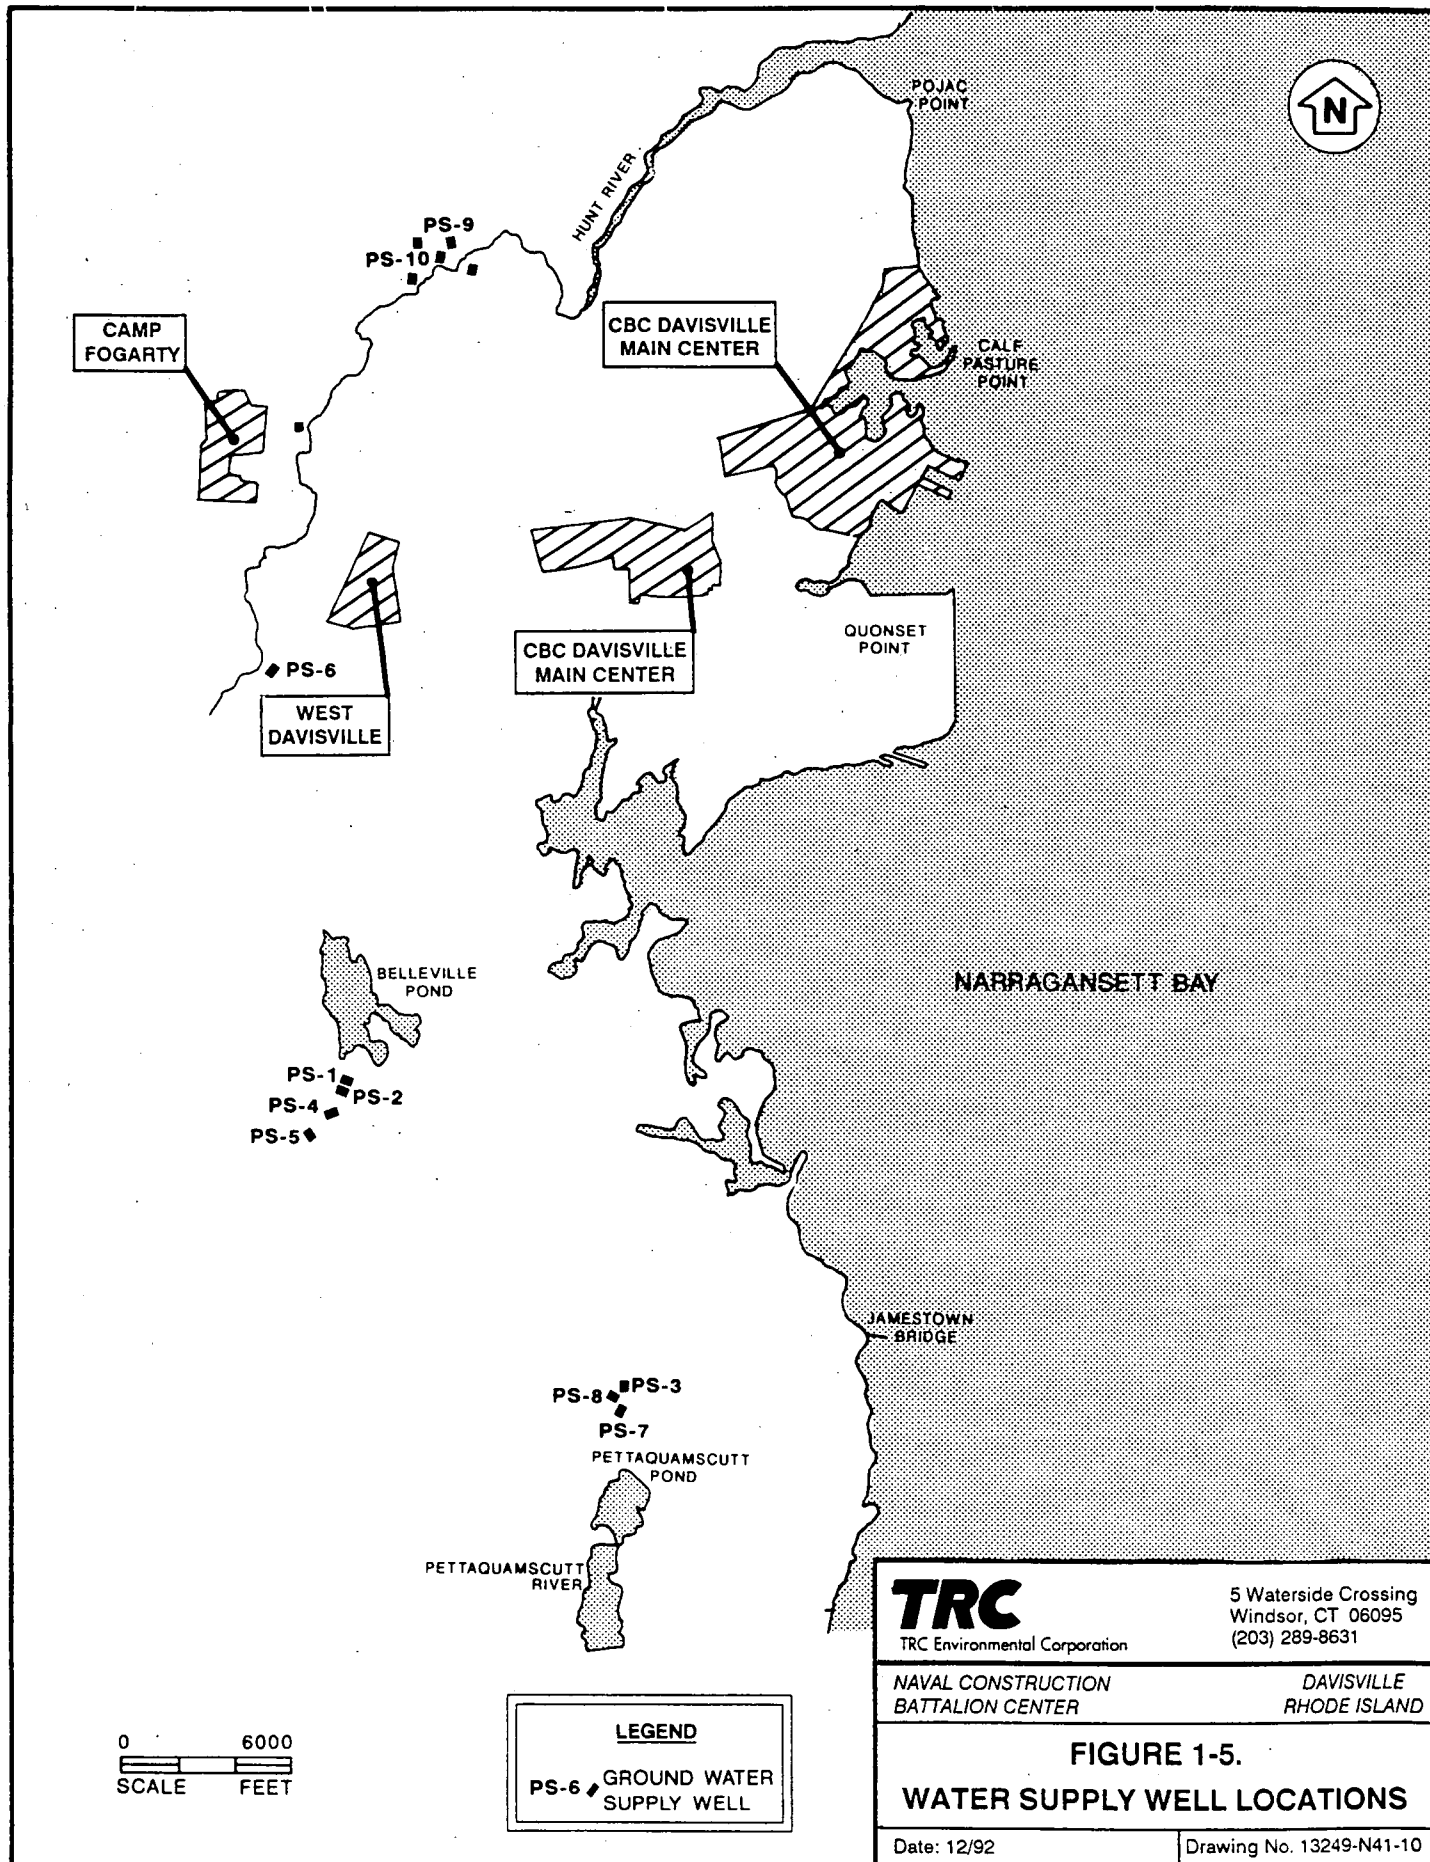 POJAC
POINT
N
HUNT RIVER
PS-9
PS-10
CAMP
FOGARTY
CBC DAVISVILLE
MAIN CENTER
CALF
PASTURE
POINT
QUONSET
POINT
CBC DAVISVILLE
MAIN CENTER
PS-6
WEST
DAVISVILLE
BELLEVILLE
POND
NARRAGANSETT BAY
PS-1
PS-2
PS-4
PS-5
JAMESTOWN
BRIDGE
PS-3
PS-8
PS-7
PETTAQUAMSCUTT
POND
PETTAQUAMSCUTT
RIVER
0 6000
SCALE FEET
LEGEND
PS-6 GROUND WATER
SUPPLY WELL
TRC
TRC Environmental Corporation
5 Waterside Crossing
Windsor, CT 06095
(203) 289-8631
NAVAL CONSTRUCTION
BATTALION CENTER
DAVISVILLE
RHODE ISLAND
FIGURE 1-5.
WATER SUPPLY WELL LOCATIONS
Date: 12/92
Drawing No. 13249-N41-10